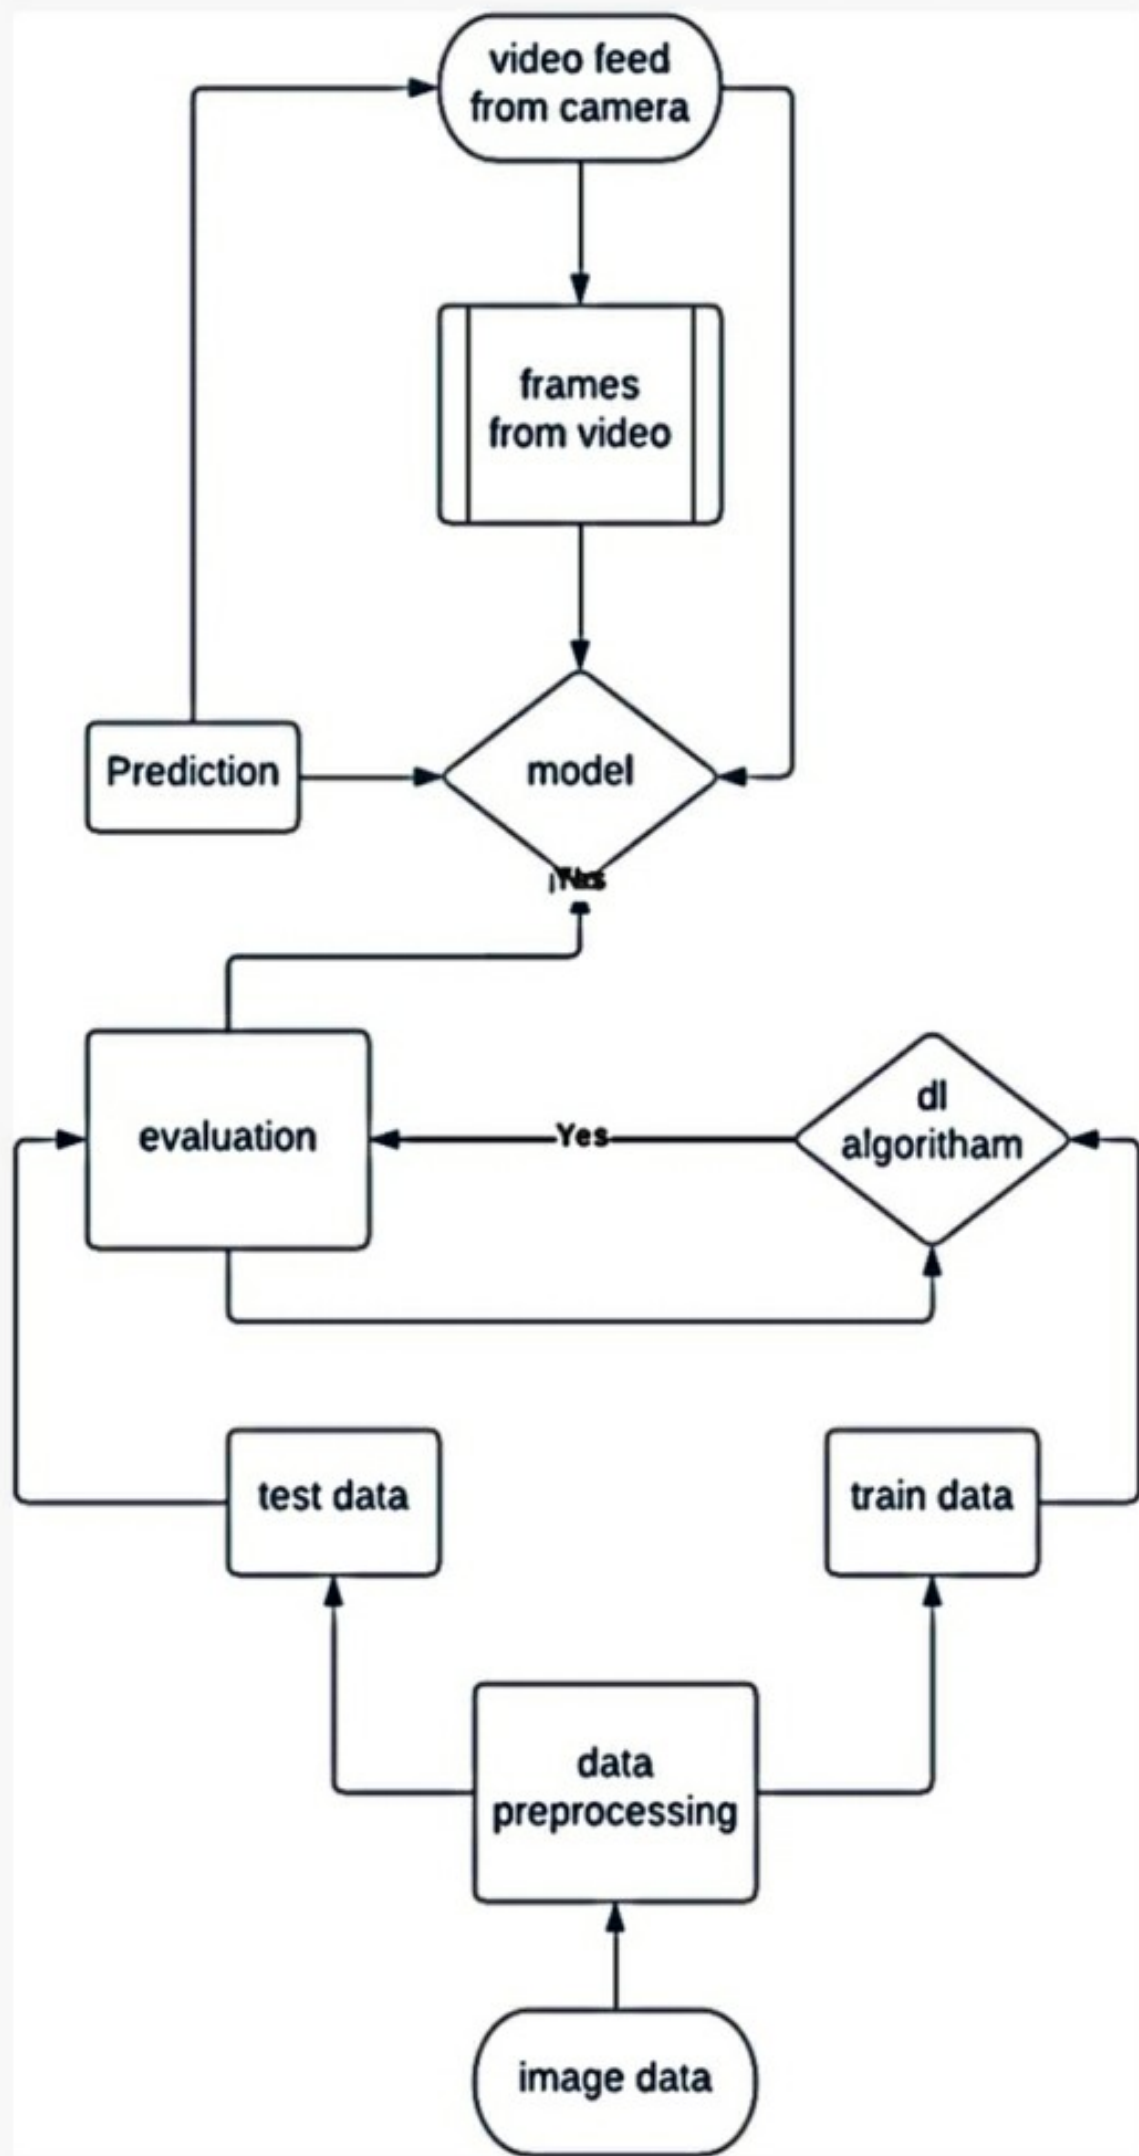 video feed
from camera
frames
from video
Prediction
model
evaluation
Yes
dl
algoritham
test data
train data
data
preprocessing
image data